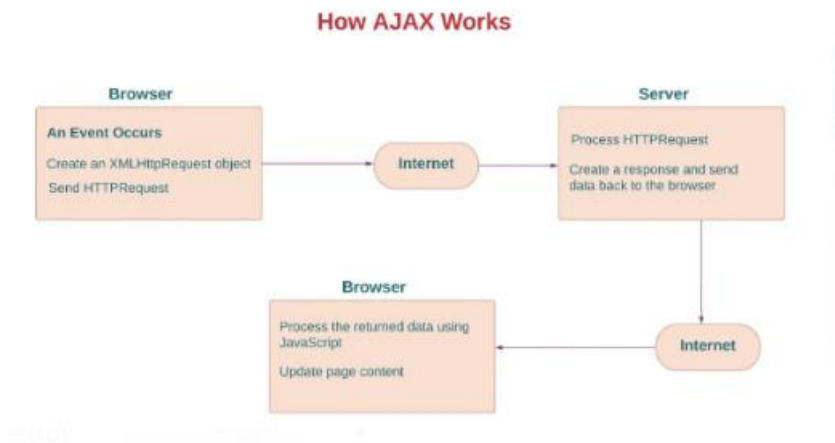 How AJAX Works
Browser
An Event Occurs
Create an XMLHttpRequest object
Send HTTPRequest
Internet
Server
Process HTTPRequest
Create a response and send
data back to the browser
Internet
Browser
Process the returned data using
JavaScript
Update page content